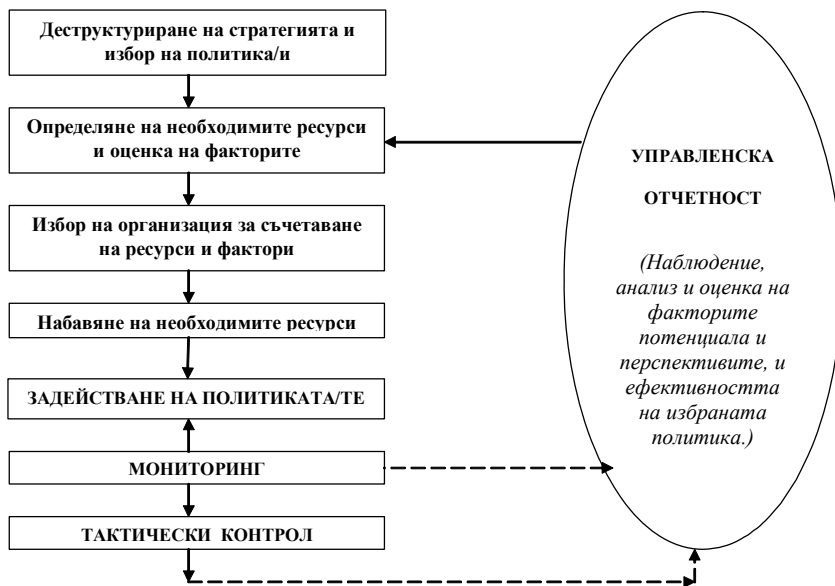 Деструктуриране на стратегията и
избор на политика/и
Определяне на необходимите ресурси
и оценка на факторите
Избор на организация за съчетаване
на ресурси и фактори
Набавяне на необходимите ресурси
ЗАДЕЙСТВАНЕ НА ПОЛИТИКАТА/ТЕ
МОНИТОРИНГ
ТАКТИЧЕСКИ КОНТРОЛ
УПРАВЛЕНСКА
ОТЧЕТНОСТ
(Наблюдение,
анализ и оценка на
факторите
потенциала и
перспективите, и
ефективността
на избраната
политика.)